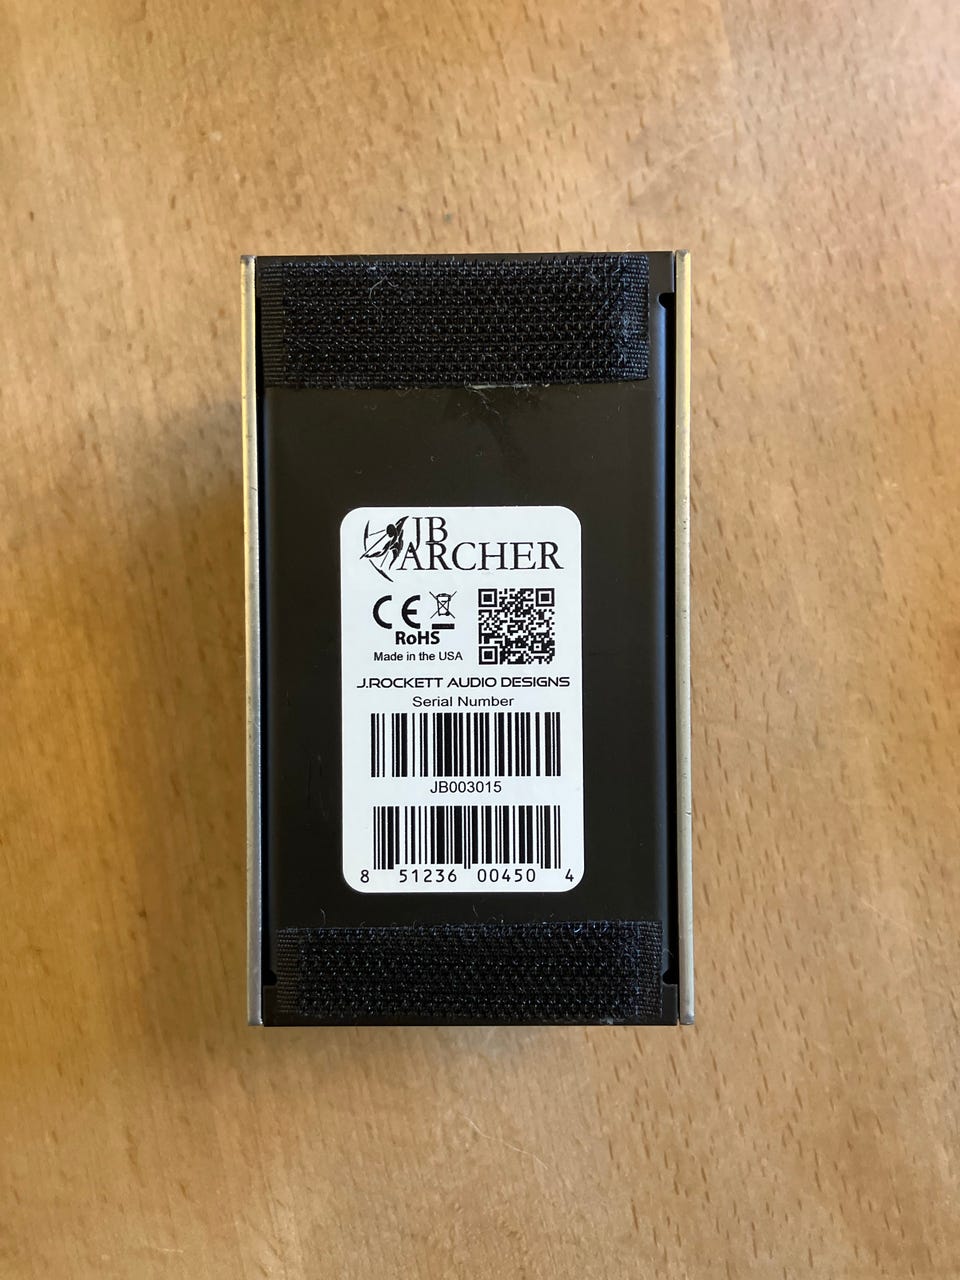 JB
ARCHER
CE
RoHS
Made in the USA
J.ROCKETT AUDIO DESIGNS
Serial Number
JB003015
8 51236 00450 4